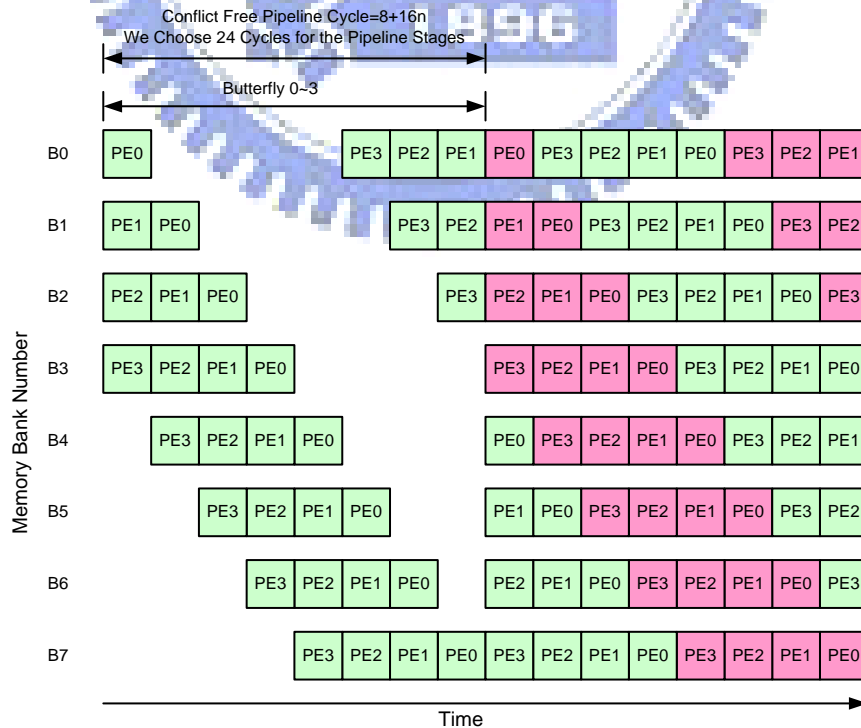 Conflict Free Pipeline Cycle=8+16n
We Choose 24 Cycles for the Pipeline Stages
Butterfly 0~3
B0 PE0 PE3 PE2 PE1 PE0 PE3 PE2 PE1 PE0 PE3 PE2 PE1
B1 PE1 PE0 PE3 PE2 PE1 PE0 PE3 PE2 PE1 PE0 PE3 PE2
B2 PE2 PE1 PE0 PE3 PE2 PE1 PE0 PE3 PE2 PE1 PE0 PE3
B3 PE3 PE2 PE1 PE0 PE3 PE2 PE1 PE0 PE3 PE2 PE1 PE0
B4 PE3 PE2 PE1 PE0 PE0 PE3 PE2 PE1 PE0 PE3 PE2 PE1
B5 PE3 PE2 PE1 PE0 PE1 PE0 PE3 PE2 PE1 PE0 PE3 PE2
B6 PE3 PE2 PE1 PE0 PE2 PE1 PE0 PE3 PE2 PE1 PE0 PE3
B7 PE3 PE2 PE1 PE0 PE3 PE2 PE1 PE0 PE3 PE2 PE1 PE0
Memory Bank Number
Time
1896